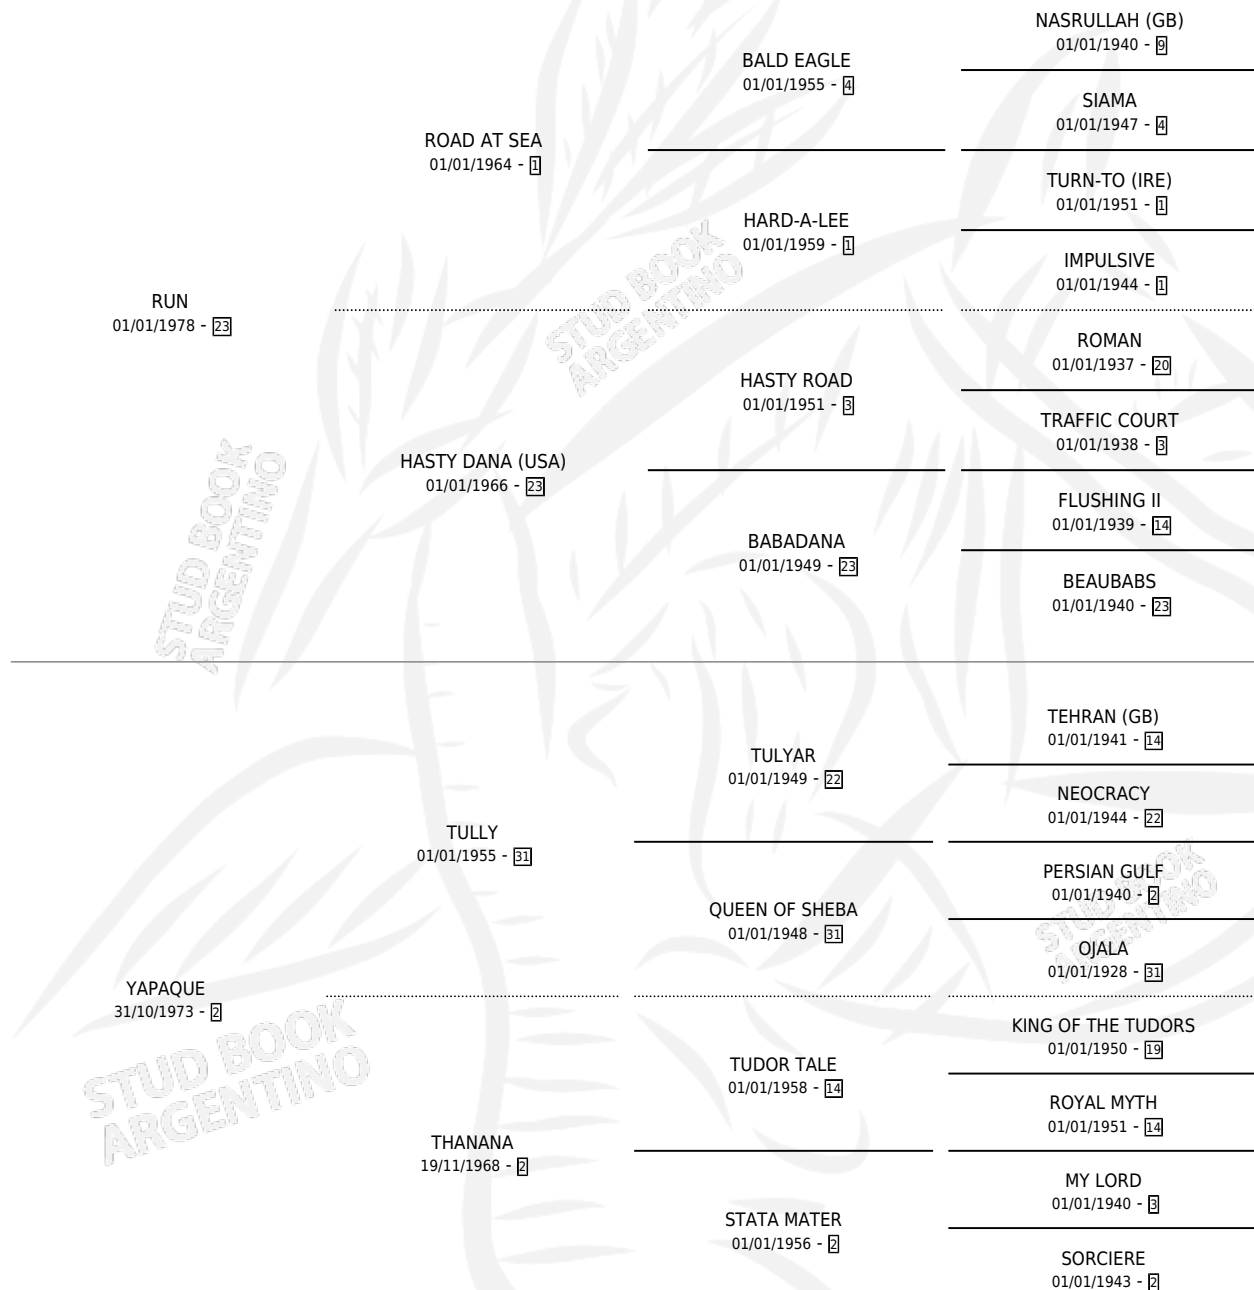 NASRULLAH (GB)
01/01/1940 - 9
BALD EAGLE
01/01/1955 - 4
SIAMA
01/01/1947 - 4
ROAD AT SEA
01/01/1964 - 1
TURN-TO (IRE)
01/01/1951 - 1
HARD-A-LEE
01/01/1959 - 1
IMPULSIVE
01/01/1944 - 1
RUN
01/01/1978 - 23
ROMAN
01/01/1937 - 20
HASTY ROAD
01/01/1951 - 3
TRAFFIC COURT
01/01/1938 - 3
HASTY DANA (USA)
01/01/1966 - 23
FLUSHING II
01/01/1939 - 14
BABADANA
01/01/1949 - 23
BEAUBABS
01/01/1940 - 23
TEHRAN (GB)
01/01/1941 - 14
TULYAR
01/01/1949 - 22
NEOCRACY
01/01/1944 - 22
TULLY
01/01/1955 - 31
PERSIAN GULF
01/01/1940 - 2
QUEEN OF SHEBA
01/01/1948 - 31
OJALA
01/01/1928 - 31
YAPAQUE
31/10/1973 - 2
KING OF THE TUDORS
01/01/1950 - 19
TUDOR TALE
01/01/1958 - 14
ROYAL MYTH
01/01/1951 - 14
THANANA
19/11/1968 - 2
MY LORD
01/01/1940 - 3
STATA MATER
01/01/1956 - 2
SORCIERE
01/01/1943 - 2
STUD BOOK
ARGENTINO
STUD BOOK
ARGENTINO
STUD BOOK
ARGENTINO
STUD BOOK
ARGENTINO